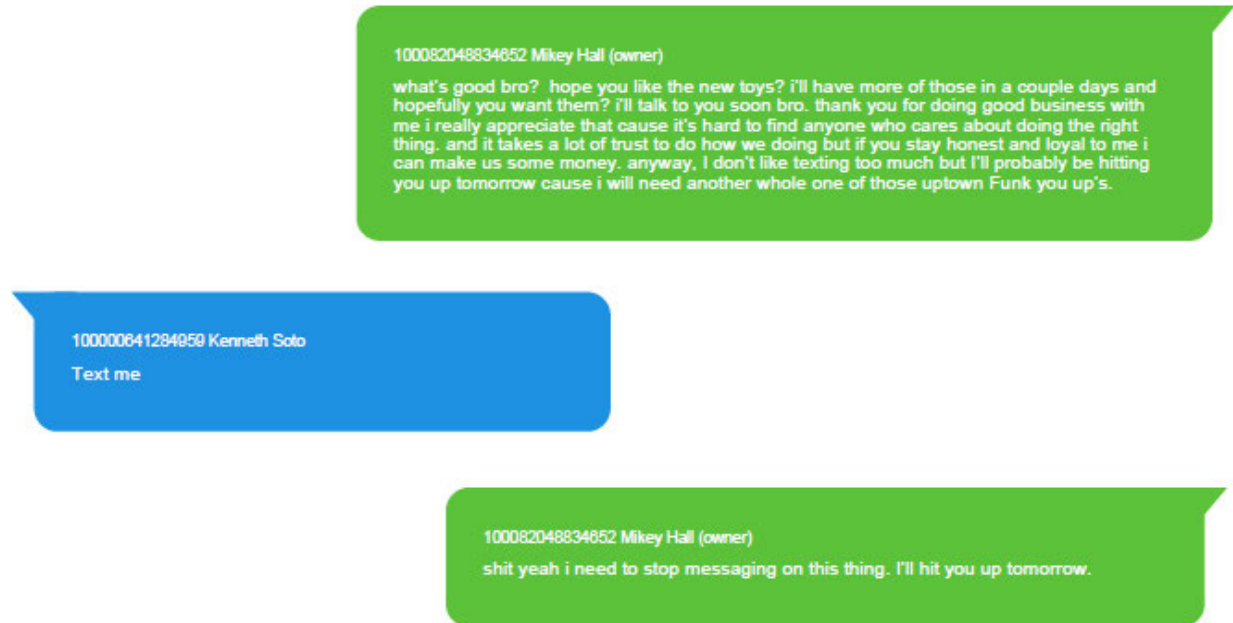 100082048834652 Mikey Hall (owner)
what's good bro?  hope you like the new toys? i'll have more of those in a couple days and
hopefully you want them? i'll talk to you soon bro. thank you for doing good business with
me i really appreciate that cause it's hard to find anyone who cares about doing the right
thing. and it takes a lot of trust to do how we doing but if you stay honest and loyal to me i
can make us some money. anyway, I don't like texting too much but I'll probably be hitting
you up tomorrow cause i will need another whole one of those uptown Funk you up's.
100000641284959 Kenneth Soto
Text me
100082048834652 Mikey Hall (owner)
shit yeah i need to stop messaging on this thing. I'll hit you up tomorrow.